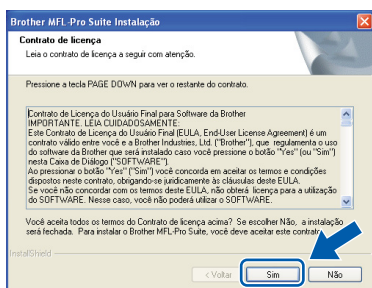 Brother MFL-Pro Suite Instalação
Contrato de licença
Leia o contrato de licença a seguir com atenção.
Pressione a tecla PAGE DOWN para ver o restante do contrato.
Contrato de Licença do Usuário Final para Software da Brother
IMPORTANTE. LEIA CUIDADOSAMENTE:
Este Contrato de Licença do Usuário Final (EULA, End-User License Agreement) é um
contrato válido entre você e a Brother Industries, Ltd. ("Brother"), que regulamenta o uso
do software da Brother que será instalado caso você pressione o botão "Yes" (ou "Sim")
nesta Caixa de Diálogo ("SOFTWARE").
Ao pressionar o botão "Yes" ("Sim") você concorda em aceitar os termos e condições
dispostos neste contrato, obrigando-se juridicamente às cláusulas deste EULA.
Se você não concordar com os termos deste EULA, não obterá licença para a utilização
do SOFTWARE. Nesse caso, você não poderá utilizar o SOFTWARE.
Você aceita todos os termos do Contrato de licença acima? Se escolher Não, a instalação
será fechada. Para instalar o Brother MFL-Pro Suite, você deve aceitar este contrato.
InstallShield
< Voltar
Sim
Não